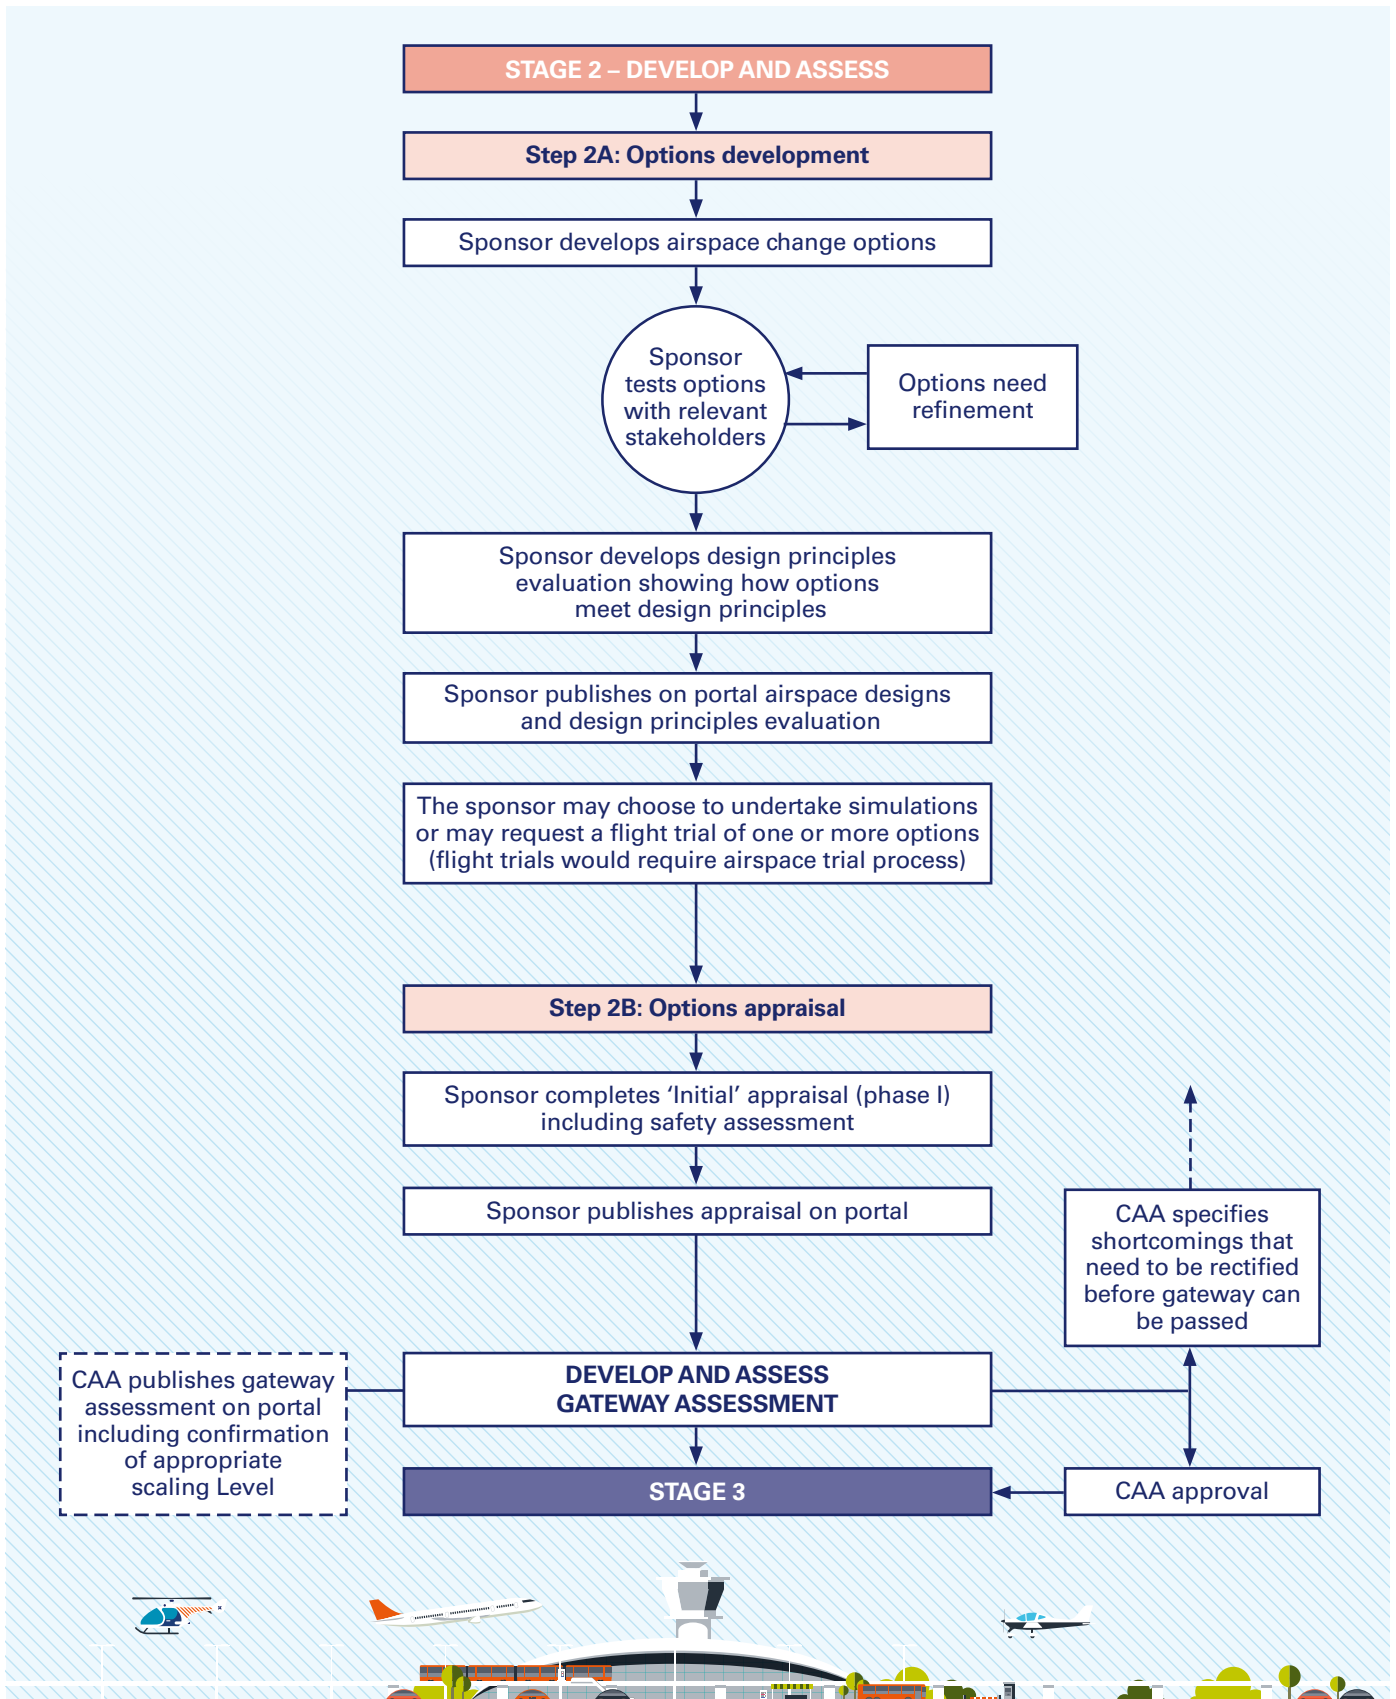 STAGE 2 – DEVELOP AND ASSESS
Step 2A: Options development
Sponsor develops airspace change options
Sponsor
tests options
with relevant
stakeholders
Options need
refinement
Sponsor develops design principles
evaluation showing how options
meet design principles
Sponsor publishes on portal airspace designs
and design principles evaluation
The sponsor may choose to undertake simulations
or may request a flight trial of one or more options
(flight trials would require airspace trial process)
Step 2B: Options appraisal
Sponsor completes ‘Initial’ appraisal (phase I)
including safety assessment
Sponsor publishes appraisal on portal
CAA specifies
shortcomings that
need to be rectified
before gateway can
be passed
CAA publishes gateway
assessment on portal
including confirmation
of appropriate
scaling Level
DEVELOP AND ASSESS
GATEWAY ASSESSMENT
STAGE 3
CAA approval